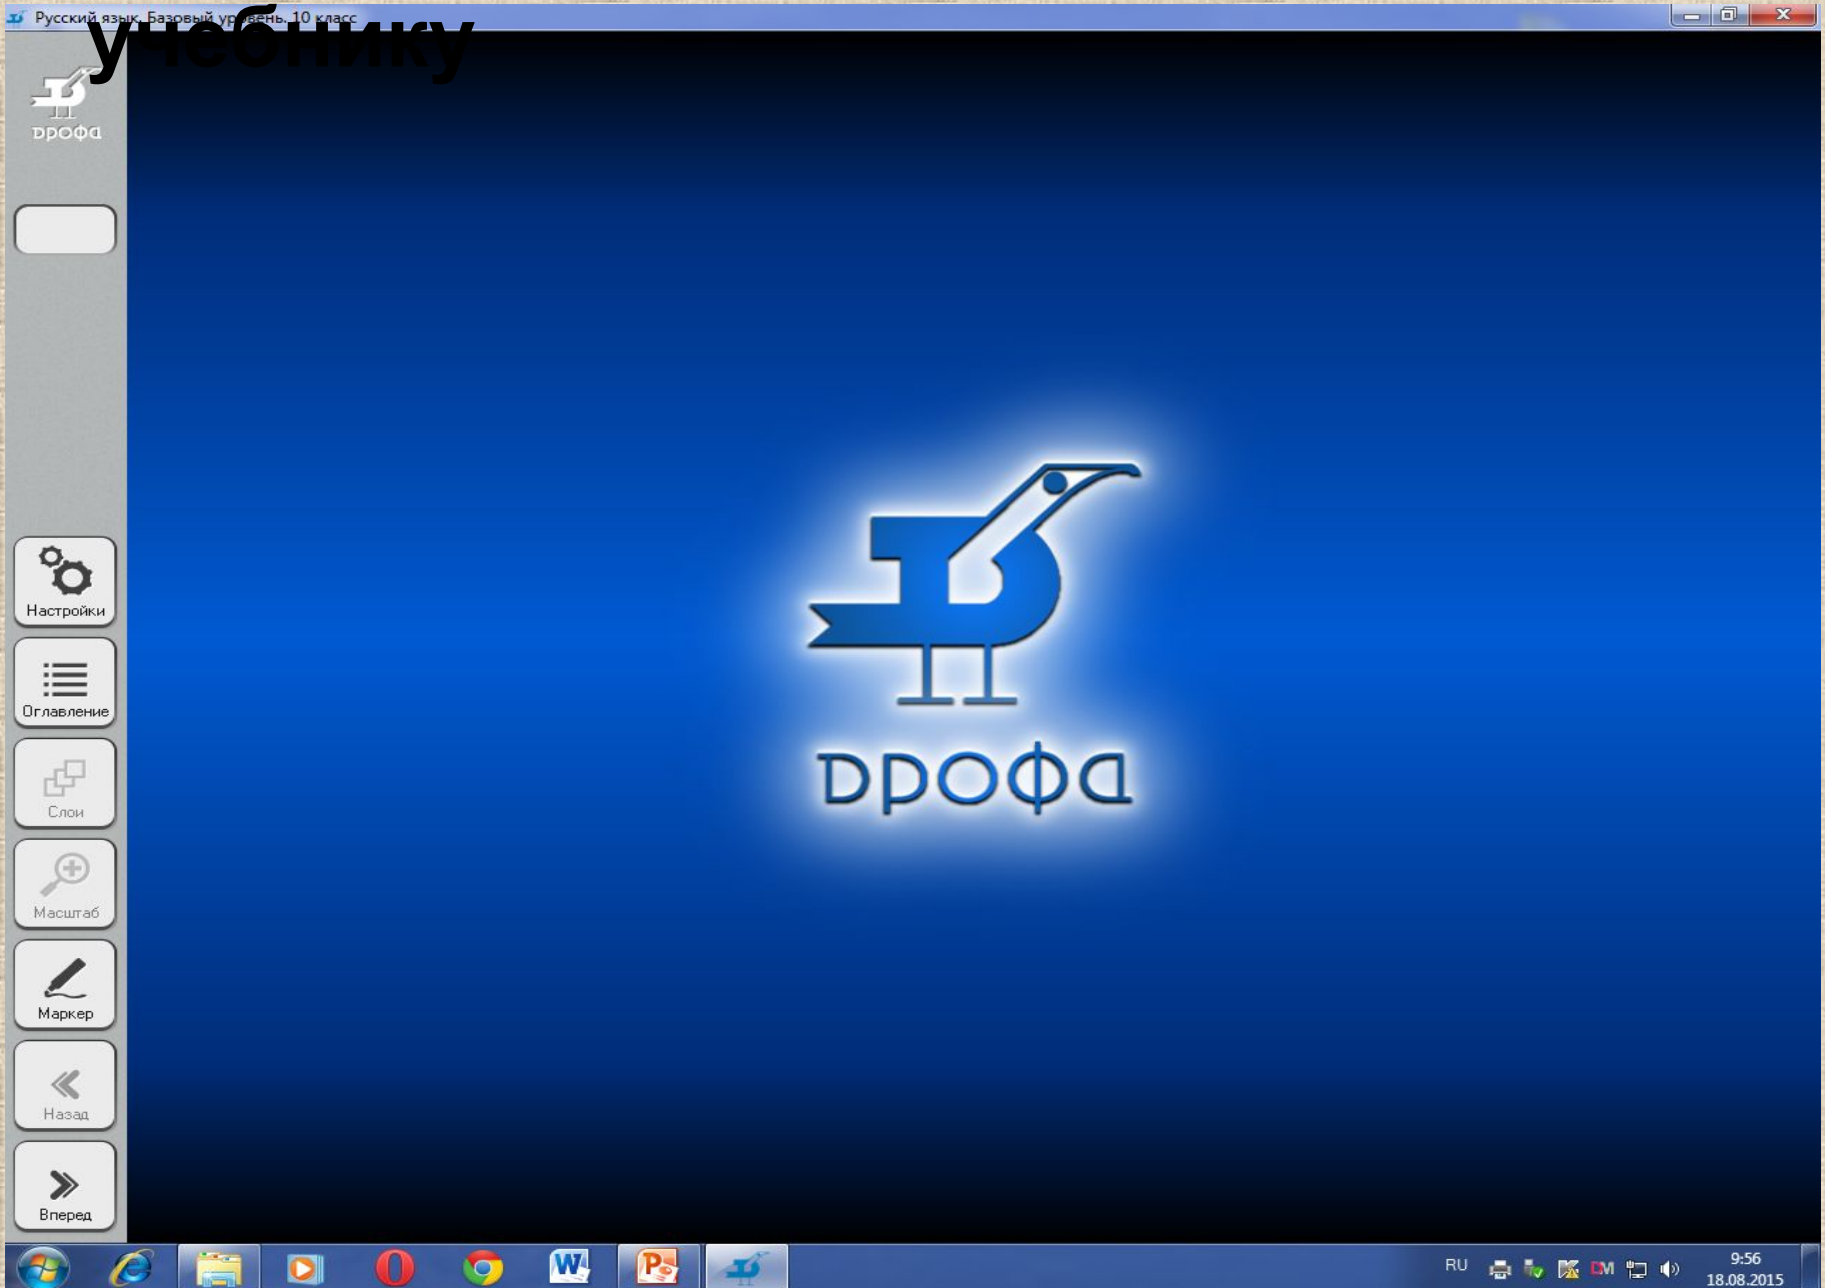 Русский язык. Базовый уровень. 10 класс
учебнику
дрофа
Настройки
Оглавление
Слои
Масштаб
Маркер
Назад
Вперед
дрофа
RU
DM
9:56
18.08.2015